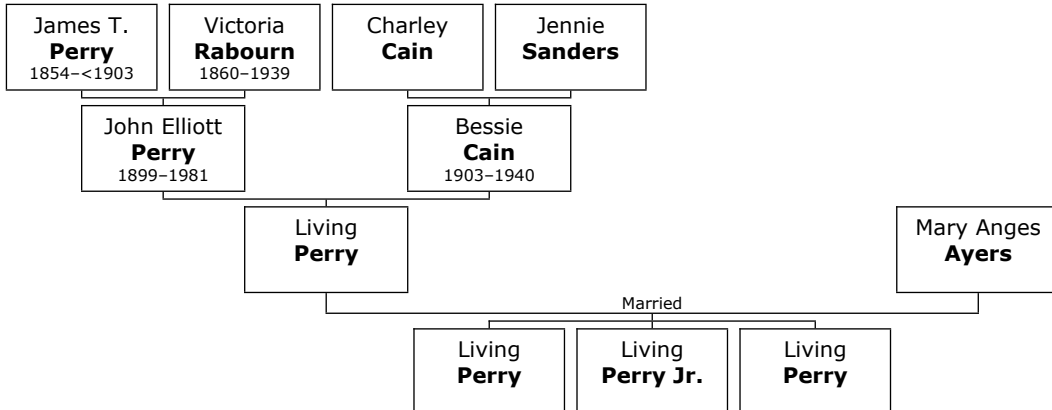 James T.
Perry
1854–<1903
Victoria
Rabourn
1860–1939
Charley
Cain
Jennie
Sanders
John Elliott
Perry
1899–1981
Bessie
Cain
1903–1940
Living
Perry
Mary Anges
Ayers
Married
Living
Perry
Living
Perry Jr.
Living
Perry